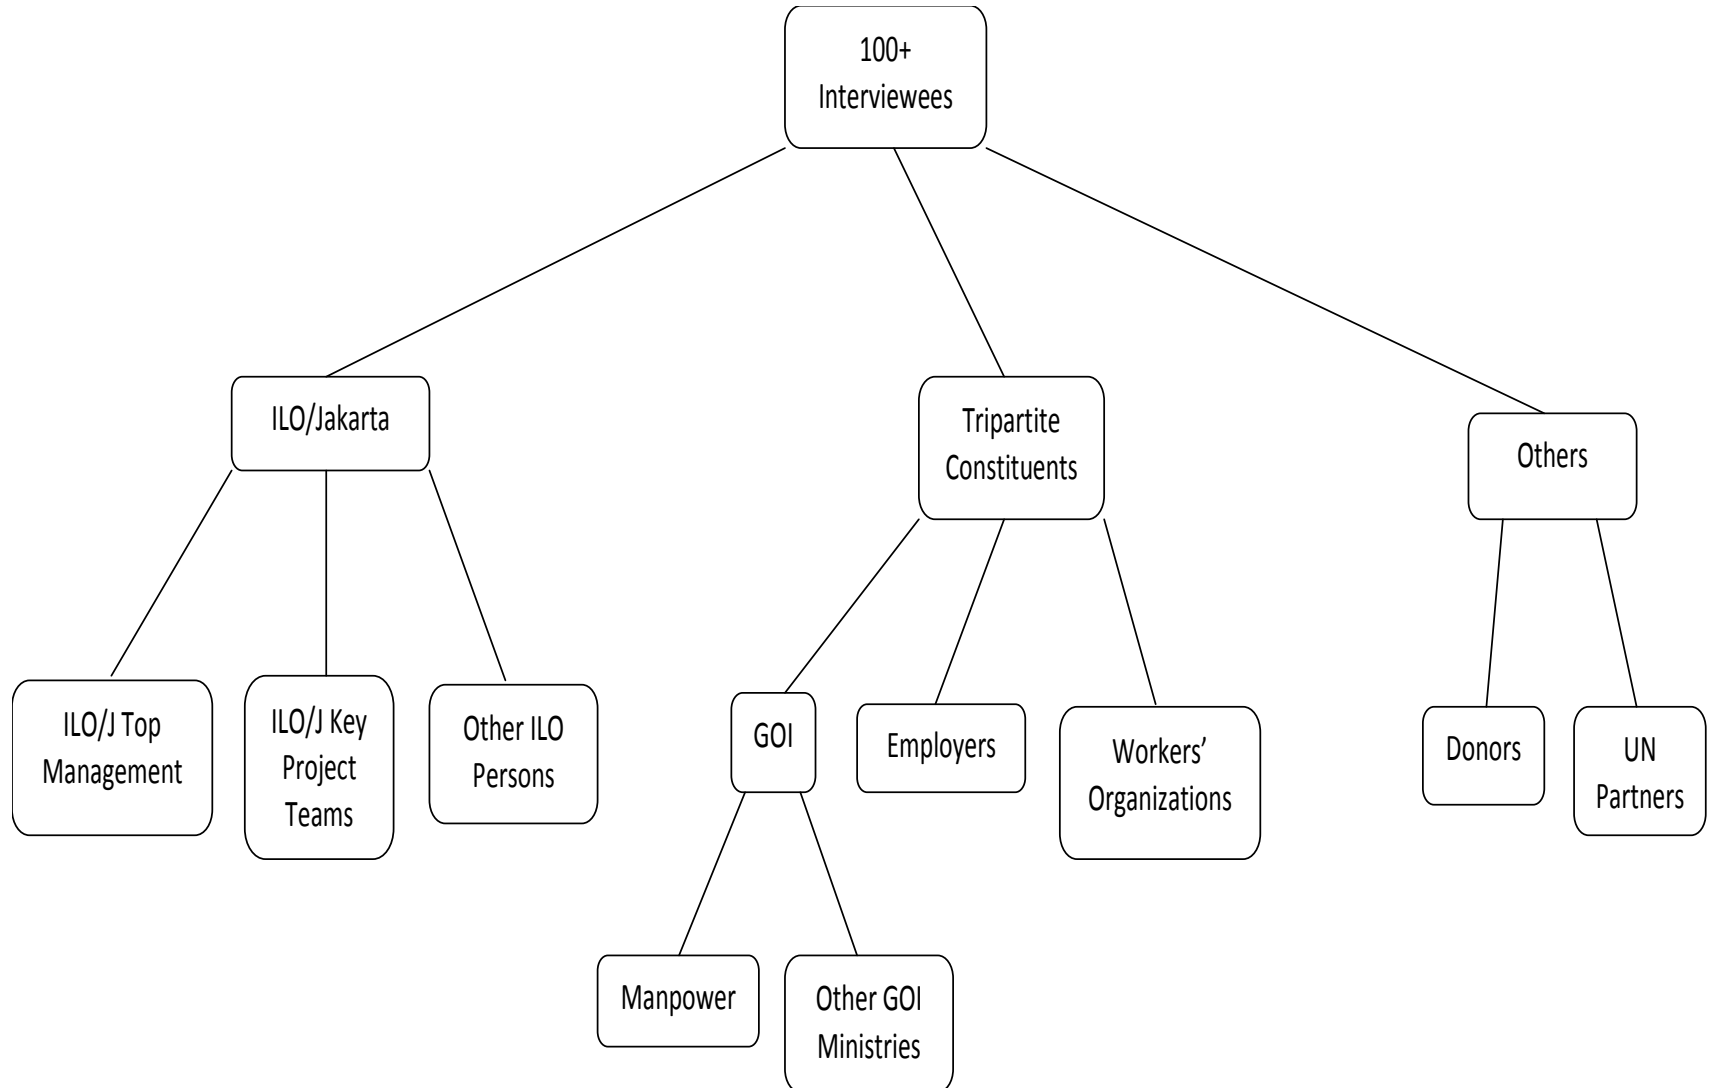 100+
Interviewees
ILO/Jakarta
Tripartite
Constituents
Others
ILO/J Top
Management
ILO/J Key
Project
Teams
Other ILO
Persons
GOI
Employers
Workers’
Organizations
Donors
UN
Partners
Manpower
Other GOI
Ministries